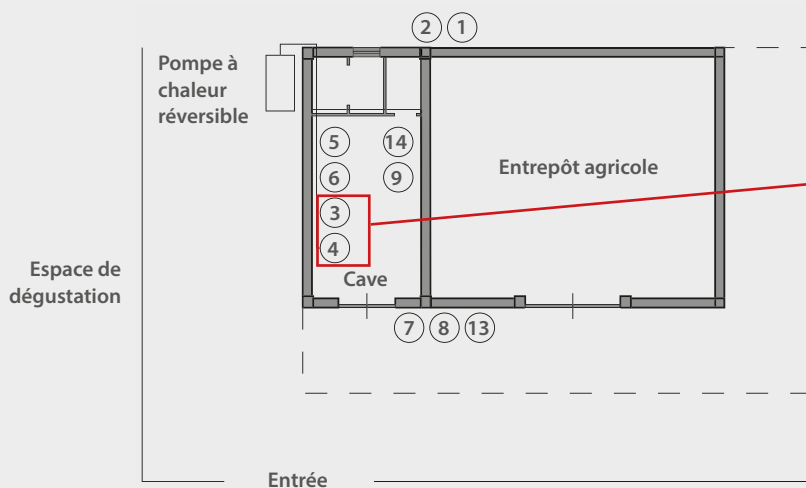 2 1
Pompe à
chaleur
réversible
5 14
6 9
3
4
Entrepôt agricole
Espace de
dégustation
Cave
7 8 13
Entrée